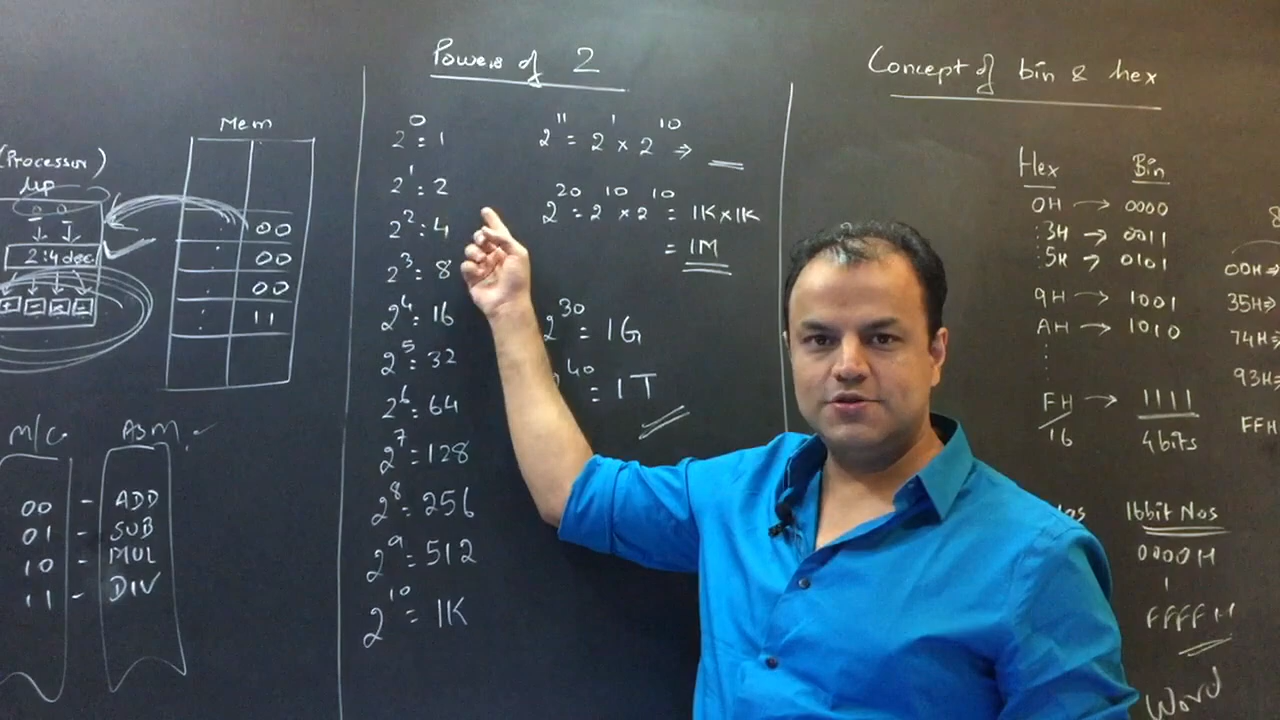 (Processor)
μp
0 0
2:4 dec
+ - × ÷
Mem
00
00
00
11
M/C ASM
00 - ADD
01 - SUB
10 - MUL
11 - DIV
Powers of 2
2⁰ = 1
2¹ = 2
2² = 4
2³ = 8
2⁴ = 16
2⁵ = 32
2⁶ = 64
2⁷ = 128
2⁸ = 256
2⁹ = 512
2¹⁰ = 1K
2¹¹ = 2¹ × 2¹⁰ ⇒
2²⁰ = 2¹⁰ × 2¹⁰ = 1K×1K
= 1M
2³⁰ = 1G
⁴⁰ = 1T
Concept of bin & hex
Hex Bin
0H → 0000
3H → 0011
5H → 0101
9H → 1001
AH → 1010
FH → 1111
16 4bits
8
00H ⇒
35H ⇒
74H ⇒
93H ⇒
FFH
16bit Nos
0000H
FFFFH
Word